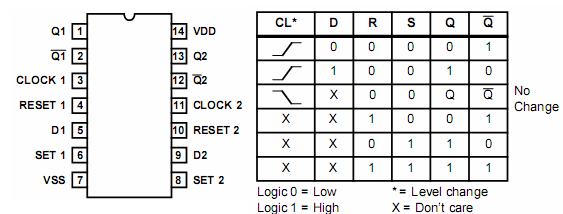 Q1 1 14 VDD
Q̅1̅ 2 13 Q2
CLOCK 1 3 12 Q̅2
RESET 1 4 11 CLOCK 2
D1 5 10 RESET 2
SET 1 6 9 D2
VSS 7 8 SET 2
CL* D R S Q Q̅
0 0 0 0 1
1 0 0 1 0
X 0 0 Q Q̅ No Change
X X 1 0 0 1
X X 0 1 1 0
X X 1 1 1 1
Logic 0 = Low * = Level change
Logic 1 = High X = Don't care